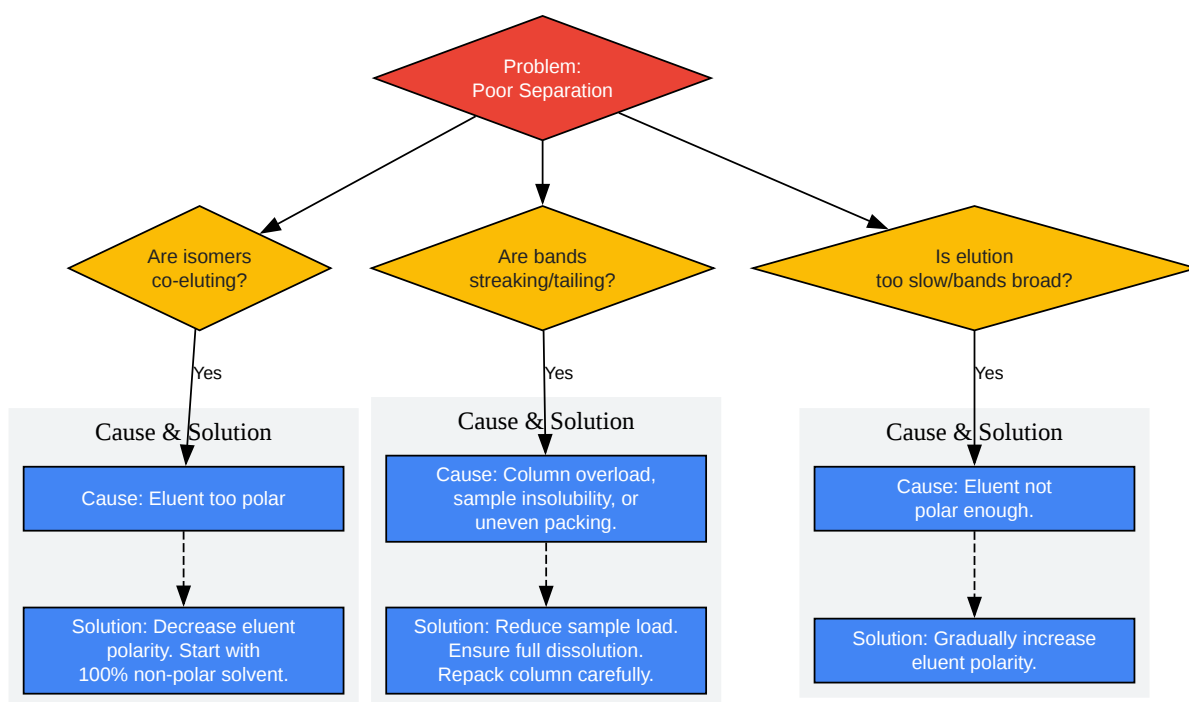 Problem:
Poor Separation
Are isomers
co-eluting?
Are bands
streaking/tailing?
Is elution
too slow/bands broad?
Yes
Yes
Yes
Cause & Solution
Cause: Eluent too polar
Solution: Decrease eluent
polarity. Start with
100% non-polar solvent.
Cause & Solution
Cause: Column overload,
sample insolubility, or
uneven packing.
Solution: Reduce sample load.
Ensure full dissolution.
Repack column carefully.
Cause & Solution
Cause: Eluent not
polar enough.
Solution: Gradually increase
eluent polarity.